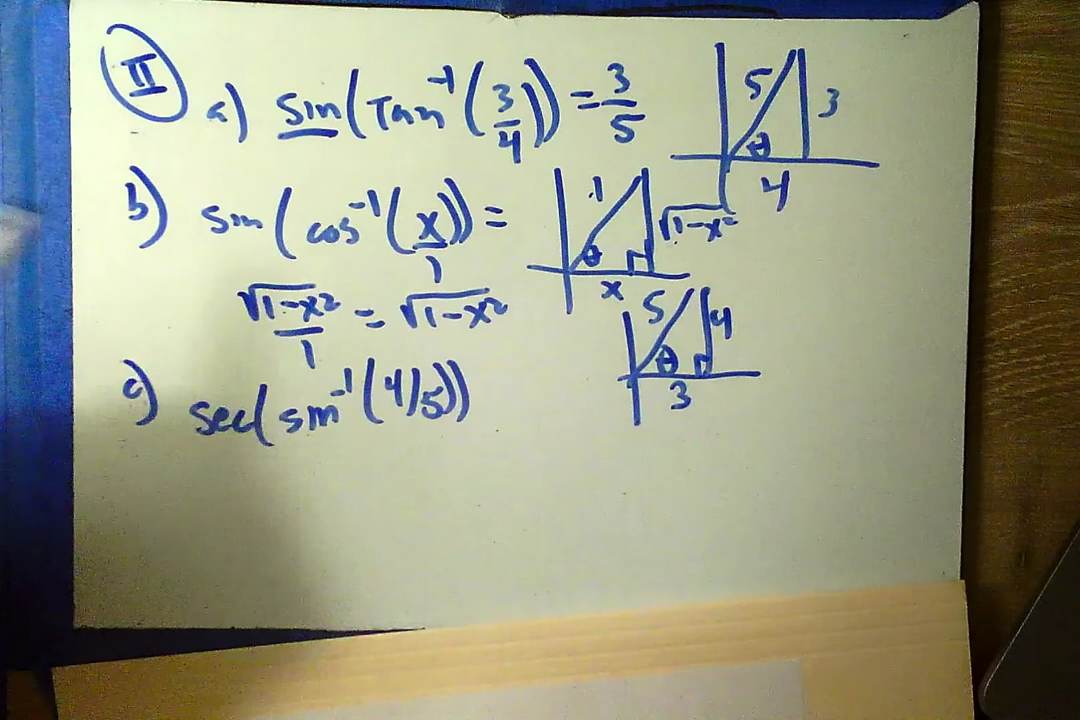 II
a) sin(Tan⁻¹(3/4)) = 3/5
5 3 θ 4
b) sin(cos⁻¹(x/1)) =
1 √1-x² θ x
√1-x²/1 = √1-x²
5 4 θ 3
c) sec(sin⁻¹(4/5))